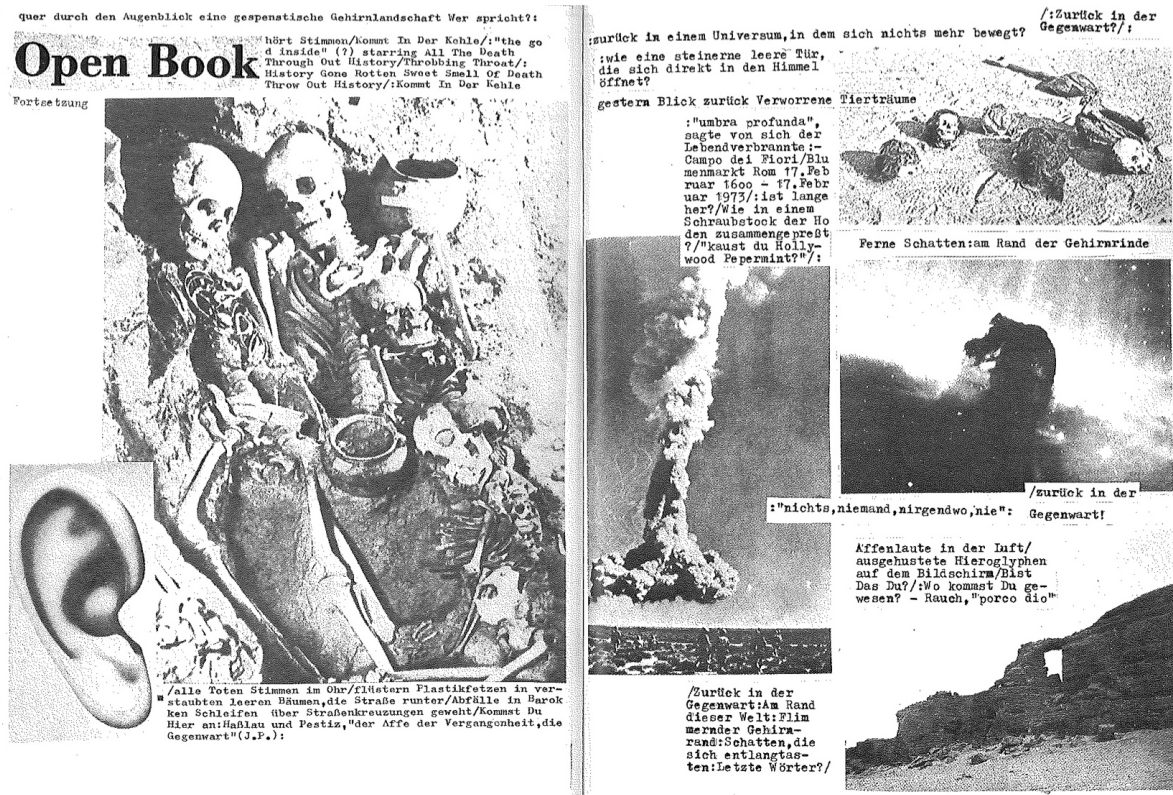 quer durch den Augenblick eine gespenstische Gehirnlandschaft Wer spricht?:
Open Book
hört Stimmen/Kommt In Der Kehle/:"the go
d inside" (?) starring All The Death
Through Out History/Throbbing Throat/:
History Gone Rotten Sweet Smell Of Death
Throw Out History/:Kommt In Der Kehle
Fortsetzung
/alle Toten Stimmen im Ohr/flüstern Plastikfetzen in ver-
staubten leeren Bäumen,die Straße runter/Abfälle in Barok
ken Schleifen über Straßenkreuzungen geweht/Kommst Du
Hier an:Haßlau und Pestiz,"der Affe der Vergangenheit,die
Gegenwart"(J.P.):
/:Zurück in der
Gegenwart?/:
:zurück in einem Universum,in dem sich nichts mehr bewegt?
:wie eine steinerne leere Tür,
die sich direkt in den Himmel
öffnet?
gestern Blick zurück Verworrene Tierträume
:"umbra profunda",
sagte von sich der
Lebendverbrannte:-
Campo dei Fiori/Blu
menmarkt Rom 17.Feb
ruar 16oo - 17.Febr
uar 1973/:ist lange
her?/Wie in einem
Schraubstock der Ho
den zusammengepreßt
?/"kaust du Holly-
wood Pepermint?"/:
Ferne Schatten:am Rand der Gehirnrinde
/zurück in der
Gegenwart!
:"nichts,niemand,nirgendwo,nie":
Affenlaute in der Luft/
ausgehustete Hieroglyphen
auf dem Bildschirm/Bist
Das Du?/:Wo kommst Du ge-
wesen? - Rauch,"porco dio"
/Zurück in der
Gegenwart:Am Rand
dieser Welt:Flim
mernder Gehirn-
rand:Schatten,die
sich entlangtas-
ten:Letzte Wörter?/